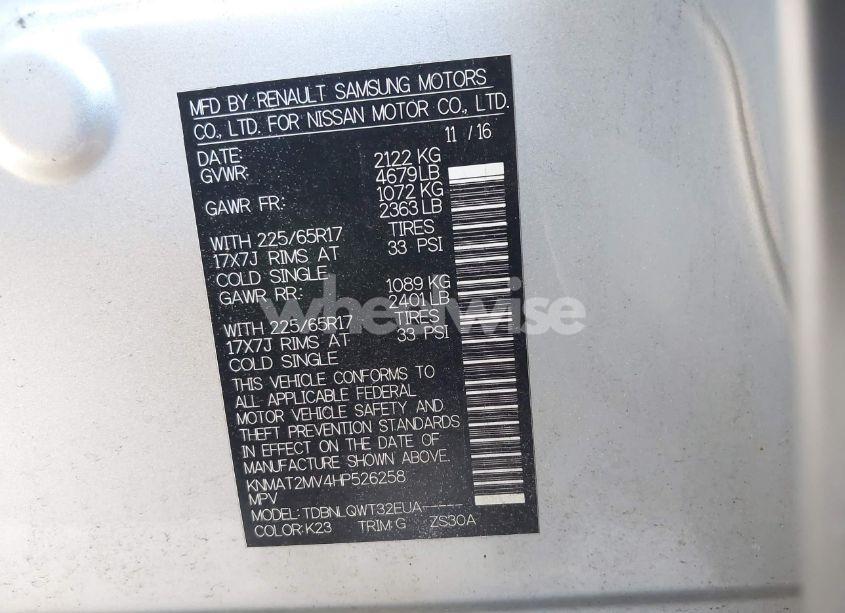 MFD BY: RENAULT SAMSUNG MOTORS
CO., LTD. FOR NISSAN MOTOR CO., LTD.
DATE: 11 / 16
GVWR: 2122 KG
4679 LB
GAWR FR: 1072 KG
2363 LB
WITH 225/65R17 TIRES
17X7J RIMS AT 33 PSI
COLD SINGLE
GAWR RR: 1089 KG
2401 LB
WITH 225/65R17 TIRES
17X7J RIMS AT 33 PSI
COLD SINGLE
THIS VEHICLE CONFORMS TO
ALL APPLICABLE FEDERAL
MOTOR VEHICLE SAFETY AND
THEFT PREVENTION STANDARDS
IN EFFECT ON THE DATE OF
MANUFACTURE SHOWN ABOVE.
KNMAT2MV4HP526258
MPV
MODEL: TDBNLQWT32EUA-----
COLOR: K23 TRIM: G ZS30A
wheelwise